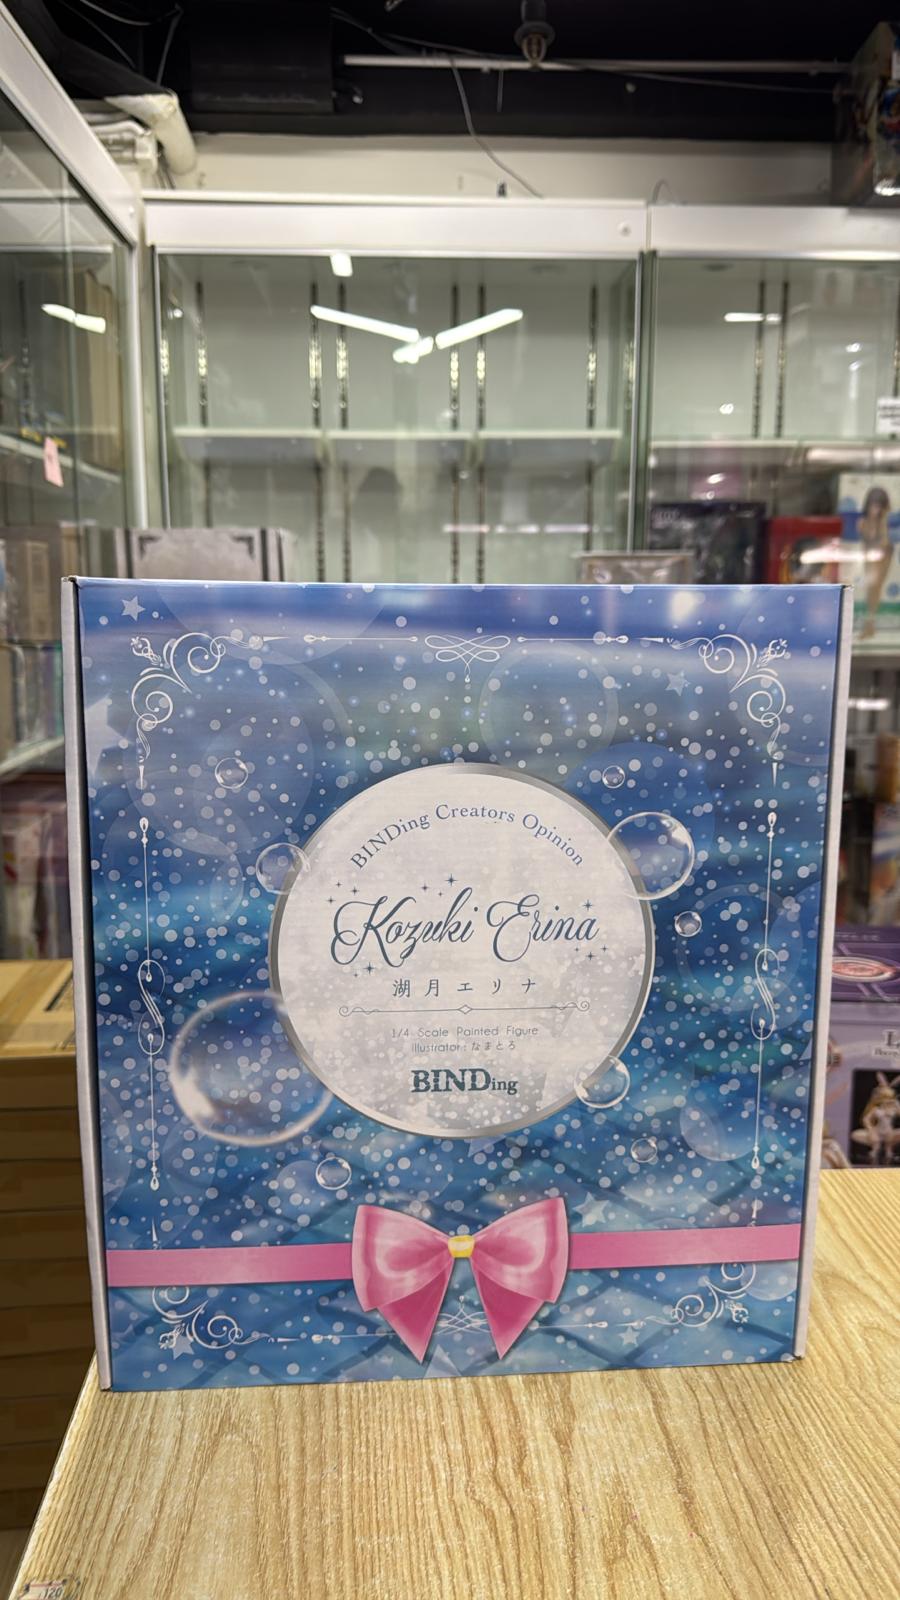 BINDing Creators Opinion
Kozuki Erina
湖月エリナ
1/4 Scale Painted Figure
Illustrator : なまとろ
BINDing
120